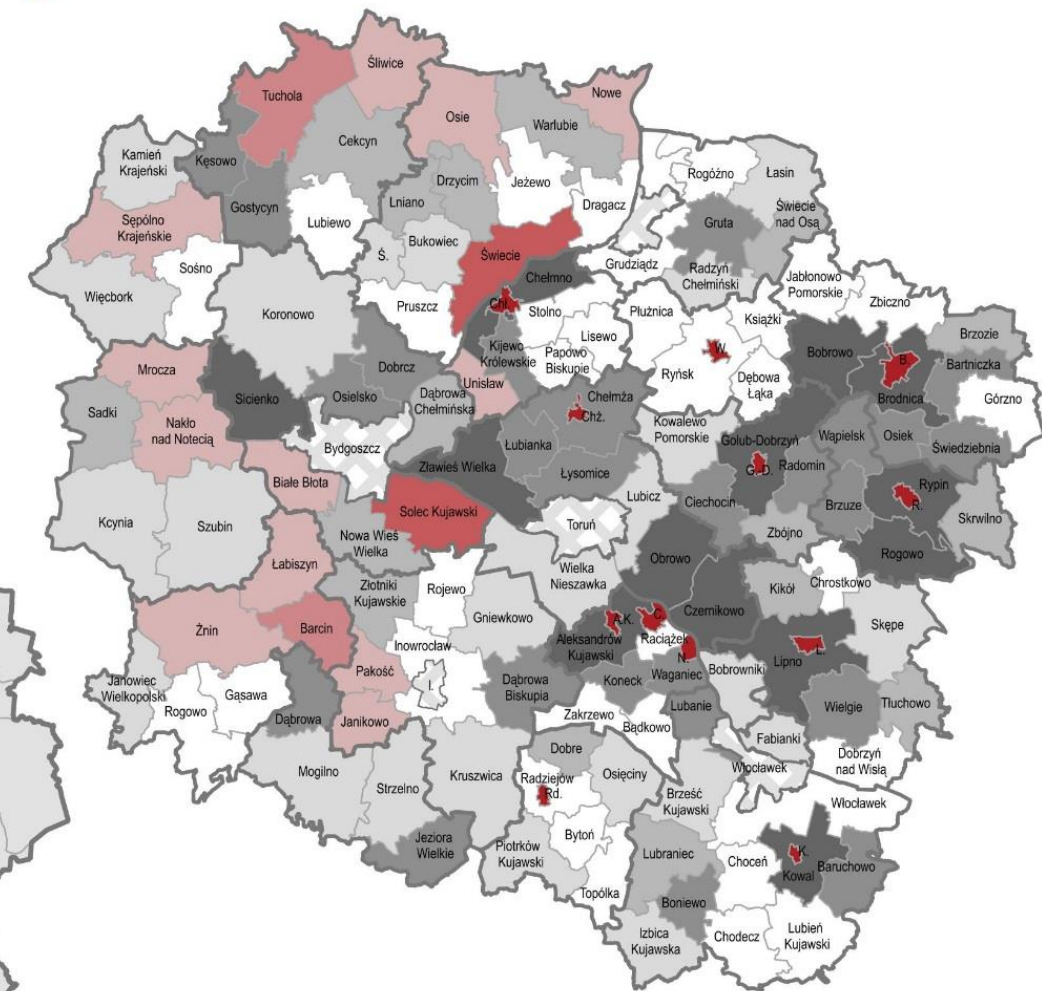 Śliwice
Tuchola
Nowe
Osie
Warlubie
Kamień
Krajeński
Kęsowo
Cekcyn
Rogóźno
Łasin
Drzycim
Jeżewo
Gostycyn
Lniano
Dragacz
Świecie
nad Osą
Sępólno
Krajeńskie
Lubiewo
Gruta
Bukowiec
Ś.
Sośno
Świecie
Grudziądz
Radzyń
Chełmiński
Chełmno
Jabłonowo
Pomorskie
Więcbork
Zbiczno
Koronowo
Pruszcz
Chł.
Stolno
Płużnica
Książki
Brzozie
Lisewo
Kijewo
Królewskie
Papowo
Biskupie
W.
Bobrowo
B.
Bartniczka
Mrocza
Dobrcz
Unisław
Ryńsk
Dębowa
Łąka
Brodnica
Sicienko
Osielsko
Dąbrowa
Chełmińska
Chełmża
Chż.
Górzno
Sadki
Nakło
nad Notecią
Kowalewo
Pomorskie
Wąpielsk
Osiek
Świedziebnia
Bydgoszcz
Łubianka
Golub-Dobrzyń
G.-D.
Radomin
Zławieś Wielka
Łysomice
Rypin
R.
Białe Błota
Lubicz
Ciechocin
Brzuze
Kcynia
Szubin
Solec Kujawski
Toruń
Skrwilno
Nowa Wieś
Wielka
Zbójno
Obrowo
Rogowo
Łabiszyn
Wielka
Nieszawka
Złotniki
Kujawskie
Rojewo
Kikół
Chrostkowo
Gniewkowo
Czernikowo
Żnin
Barcin
A.K.
C.
Skępe
Inowrocław
Aleksandrów
Kujawski
Raciążek
L.
N.
Lipno
Janowiec
Wielkopolski
Pakość
I.
Dąbrowa
Biskupia
Koneck
Waganiec
Bobrowniki
Gąsawa
Rogowo
Dąbrowa
Janikowo
Lubanie
Wielgie
Tłuchowo
Zakrzewo
Bądkowo
Fabianki
Dobre
Dobrzyń
nad Wisłą
Mogilno
Kruszwica
Osięciny
Włocławek
Strzelno
Radziejów
Rd.
Brześć
Kujawski
Włocławek
Jeziora
Wielkie
Piotrków
Kujawski
Bytoń
Lubraniec
Choceń
K.
Kowal
Baruchowo
Topólka
Boniewo
Izbica
Kujawska
Chodecz
Lubień
Kujawski